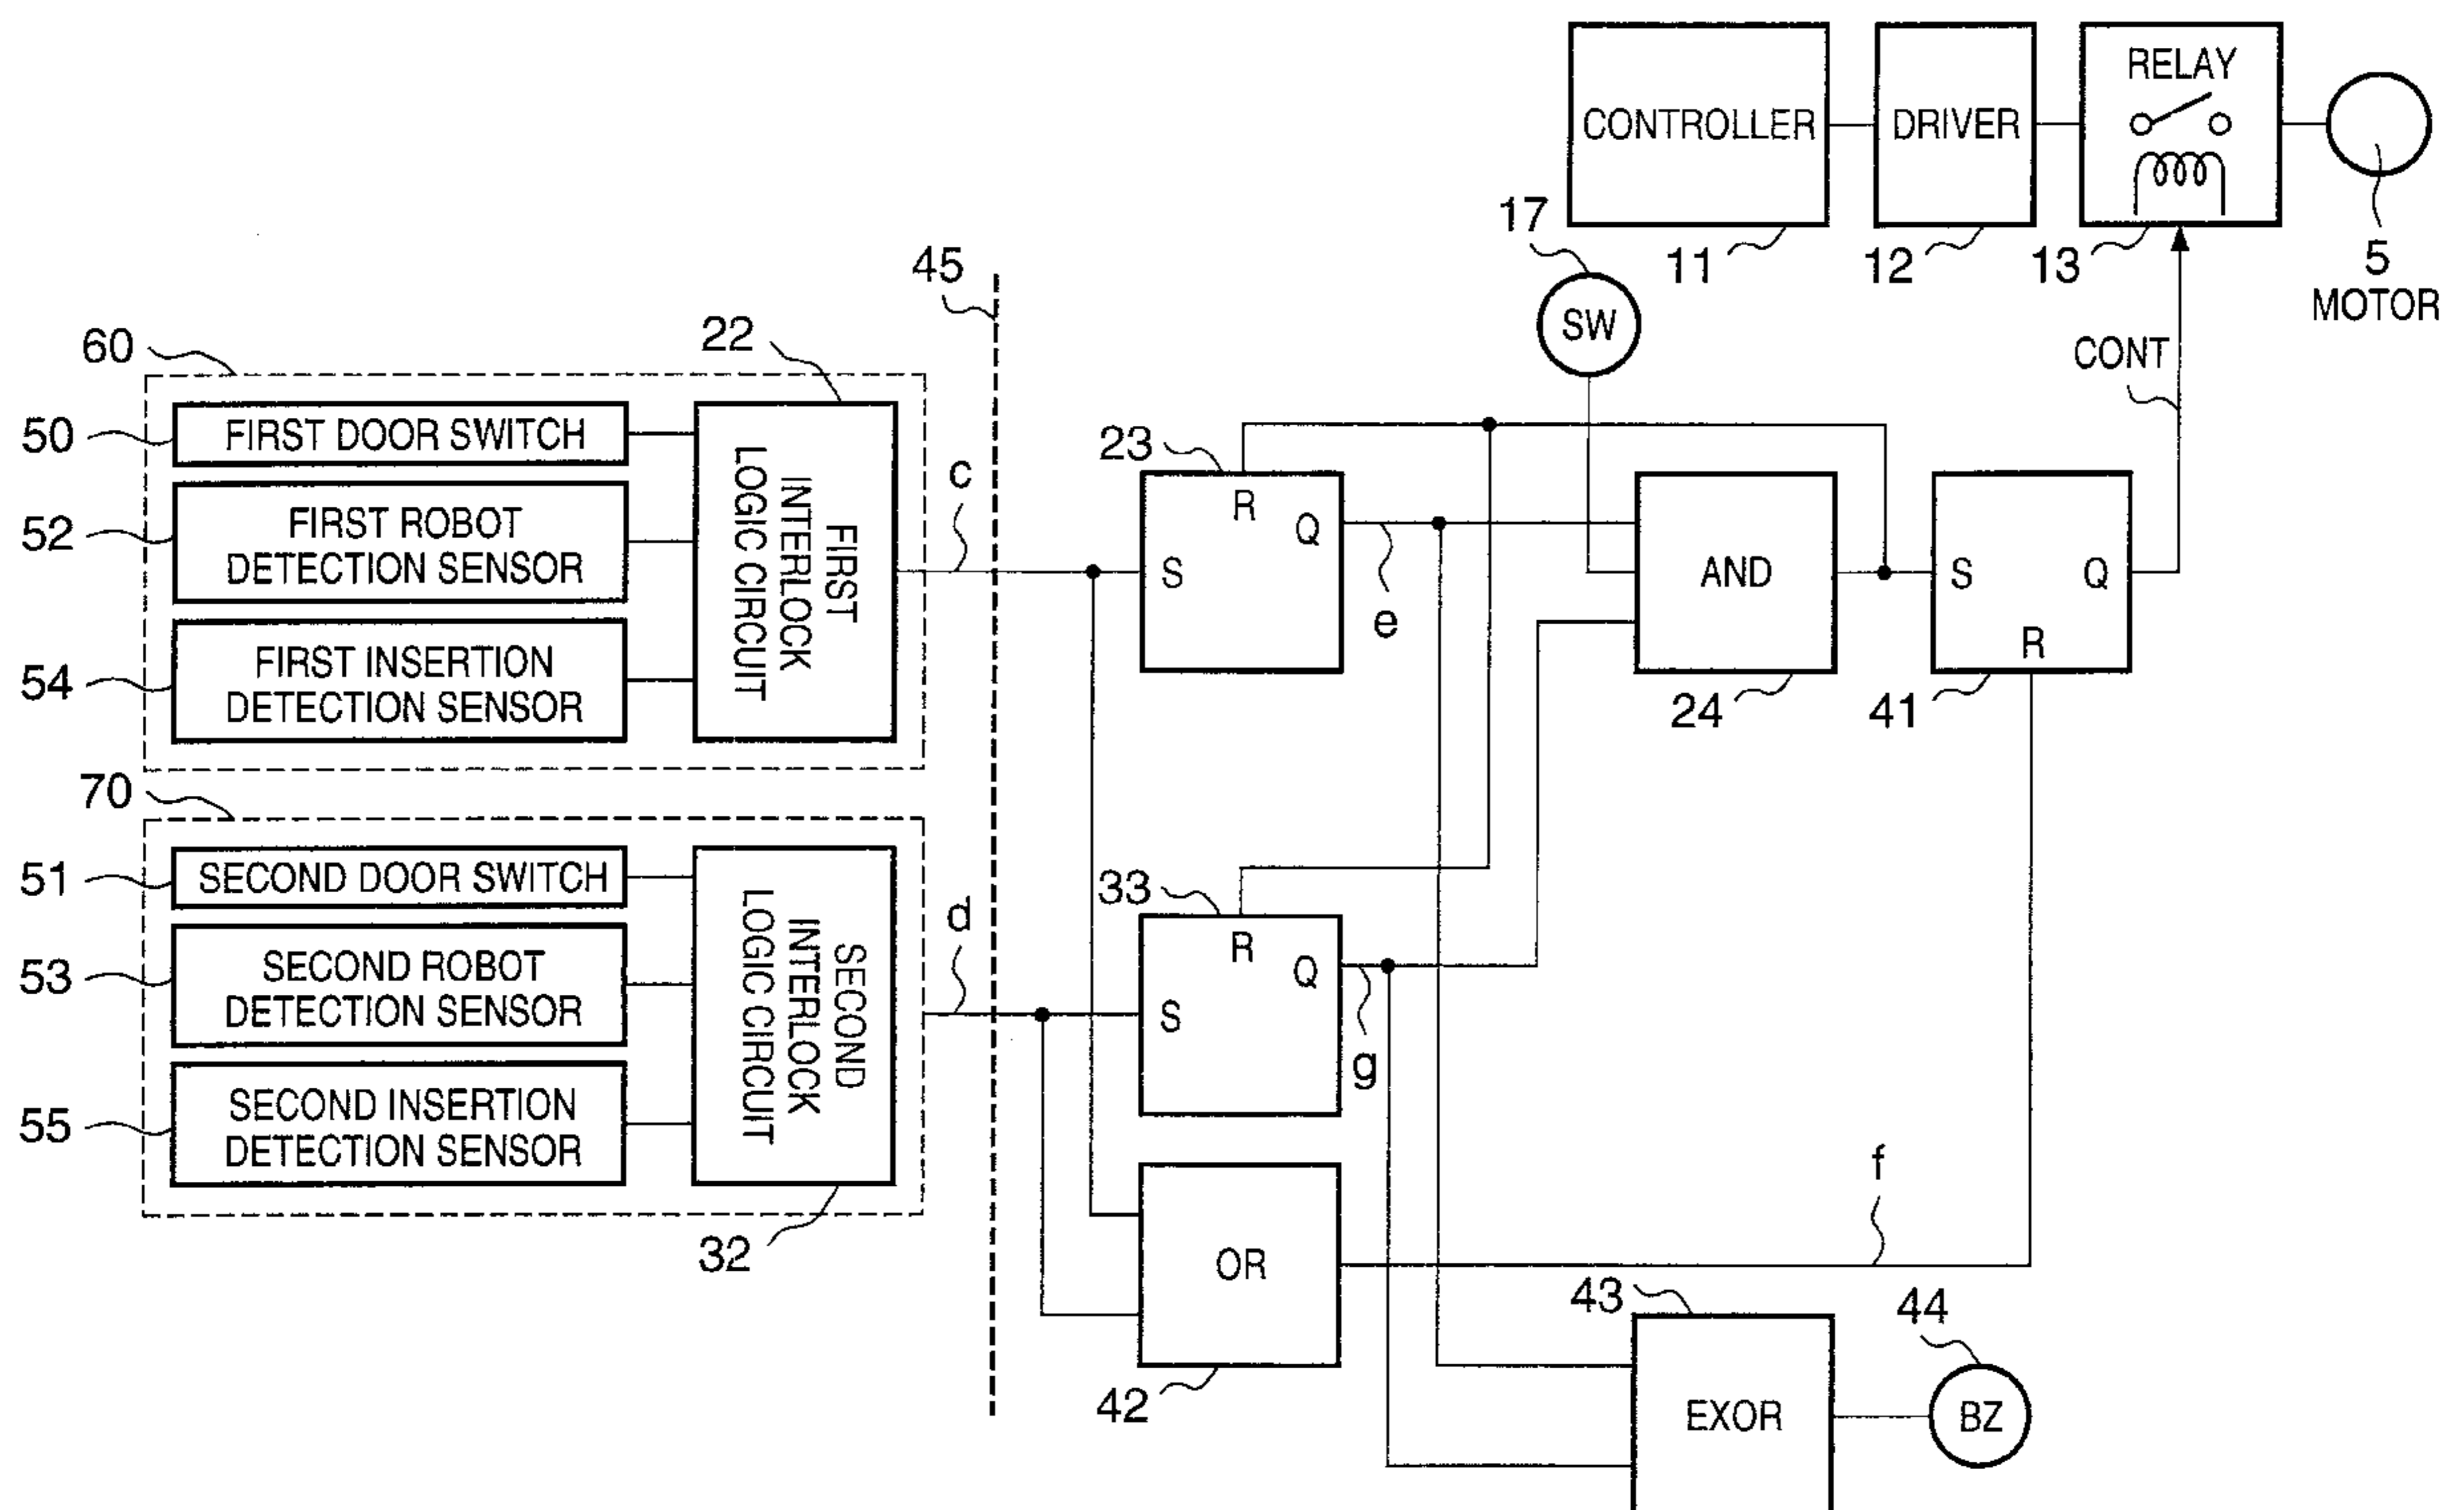 CONTROLLER
DRIVER
RELAY
11
12
13
5
MOTOR
17
SW
CONT
45
60
22
50
FIRST DOOR SWITCH
52
FIRST ROBOT
DETECTION SENSOR
54
FIRST INSERTION
DETECTION SENSOR
FIRST
INTERLOCK
LOGIC CIRCUIT
c
23
S
R
Q
e
AND
24
S
Q
R
41
70
51
SECOND DOOR SWITCH
53
SECOND ROBOT
DETECTION SENSOR
55
SECOND INSERTION
DETECTION SENSOR
SECOND
INTERLOCK
LOGIC CIRCUIT
32
d
33
R
Q
S
g
OR
42
f
43
EXOR
44
BZ